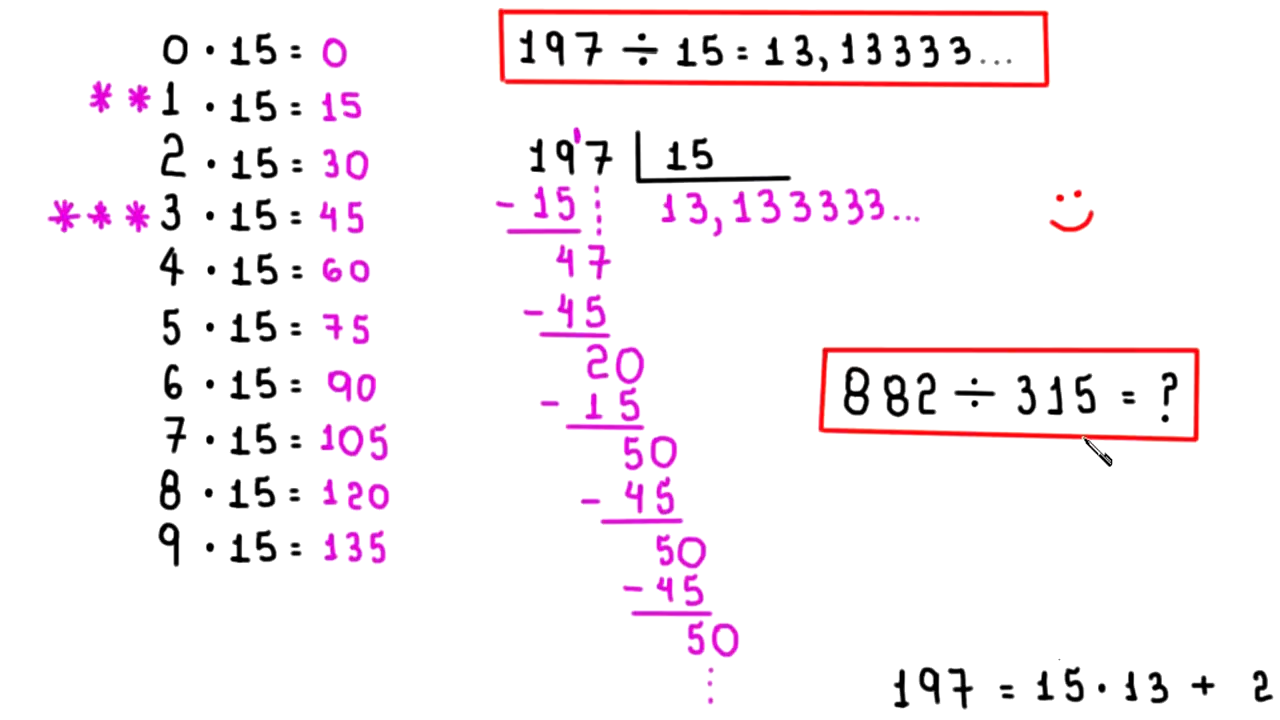 0 · 15 = 0
**1 · 15 = 15
2 · 15 = 30
***3 · 15 = 45
4 · 15 = 60
5 · 15 = 75
6 · 15 = 90
7 · 15 = 105
8 · 15 = 120
9 · 15 = 135
197 ÷ 15 = 13,13333...
19'7 | 15
- 15 13,133333...
47
- 45
20
- 15
50
- 45
50
- 45
50
⋮
882 ÷ 315 = ?
197 = 15 · 13 + 2